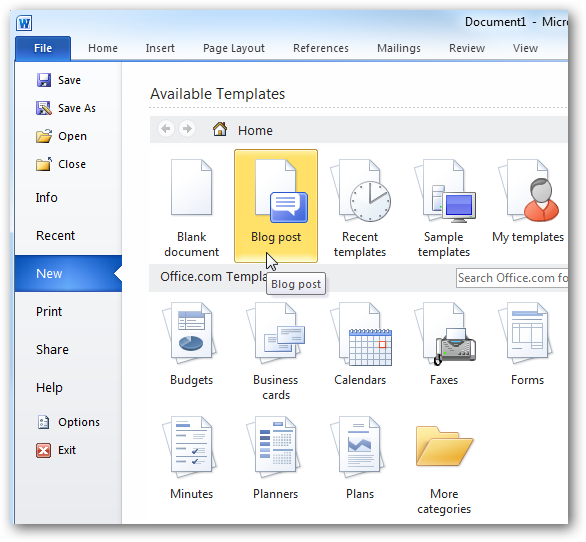 Document1 - Micro
File Home Insert Page Layout References Mailings Review View
Save
Save As
Open
Close
Info
Recent
New
Print
Share
Help
Options
Exit
Available Templates
Home
Blank document
Blog post
Recent templates
Sample templates
My templates
Office.com Templa
Search Office.com fo
Blog post
Budgets
Business cards
Calendars
Faxes
Forms
Minutes
Planners
Plans
More categories